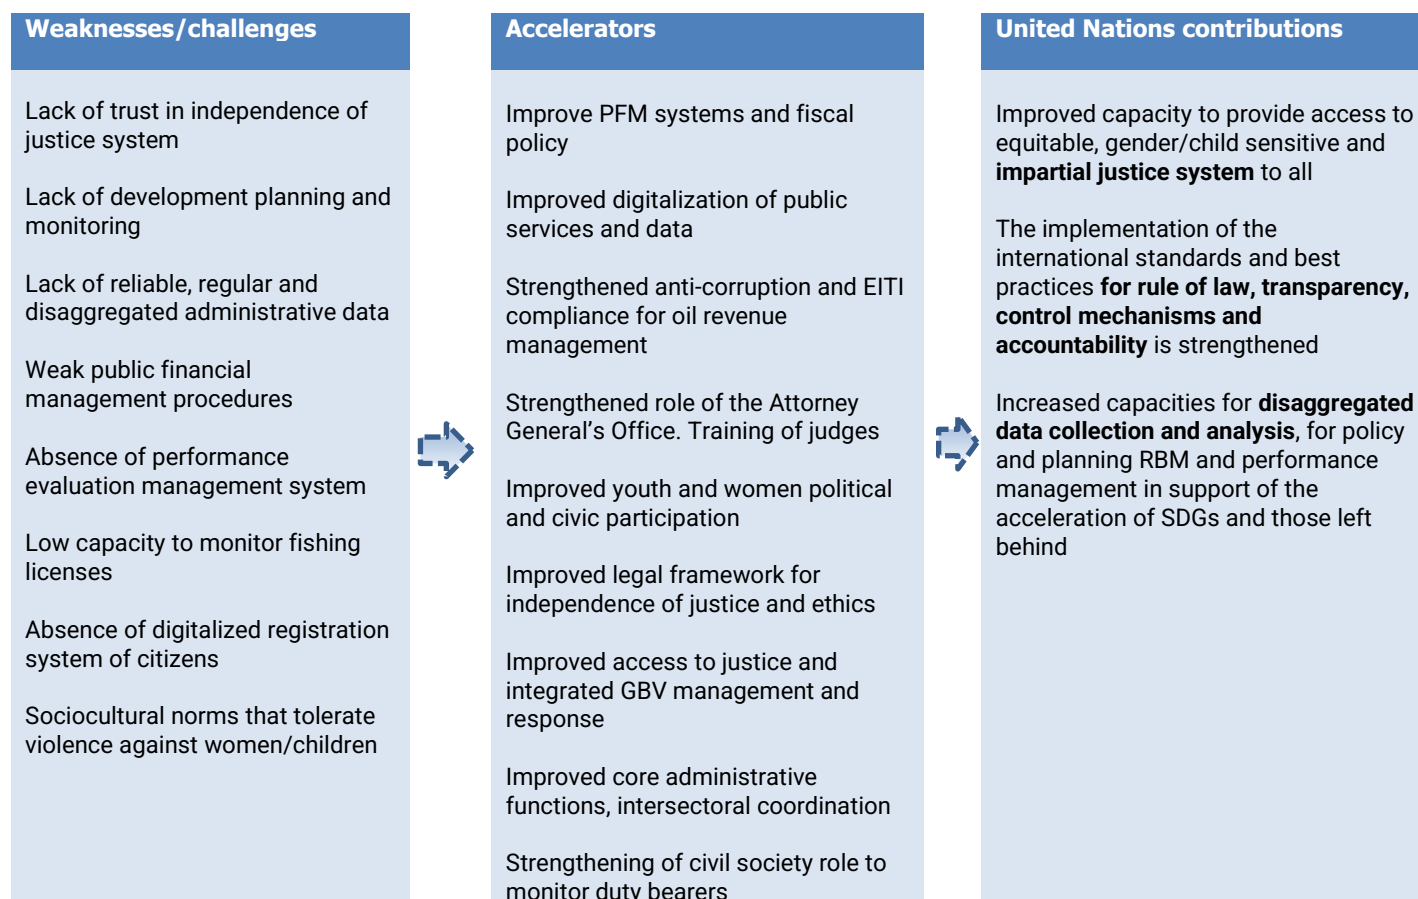 Weaknesses/challenges
Lack of trust in independence of
justice system
Lack of development planning and
monitoring
Lack of reliable, regular and
disaggregated administrative data
Weak public financial
management procedures
Absence of performance
evaluation management system
Low capacity to monitor fishing
licenses
Absence of digitalized registration
system of citizens
Sociocultural norms that tolerate
violence against women/children
Accelerators
Improve PFM systems and fiscal
policy
Improved digitalization of public
services and data
Strengthened anti-corruption and EITI
compliance for oil revenue
management
Strengthened role of the Attorney
General’s Office. Training of judges
Improved youth and women political
and civic participation
Improved legal framework for
independence of justice and ethics
Improved access to justice and
integrated GBV management and
response
Improved core administrative
functions, intersectoral coordination
Strengthening of civil society role to
monitor duty bearers
United Nations contributions
Improved capacity to provide access to
equitable, gender/child sensitive and
impartial justice system to all
The implementation of the
international standards and best
practices for rule of law, transparency,
control mechanisms and
accountability is strengthened
Increased capacities for disaggregated
data collection and analysis, for policy
and planning RBM and performance
management in support of the
acceleration of SDGs and those left
behind